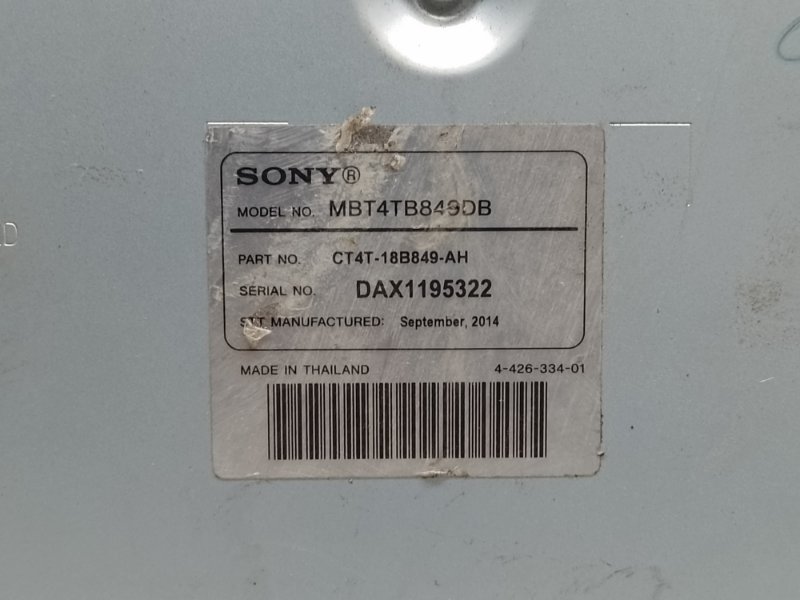 SONY®
MODEL NO. MBT4TB849DB
PART NO. CT4T-18B849-AH
SERIAL NO. DAX1195322
STT MANUFACTURED: September, 2014
MADE IN THAILAND 4-426-334-01